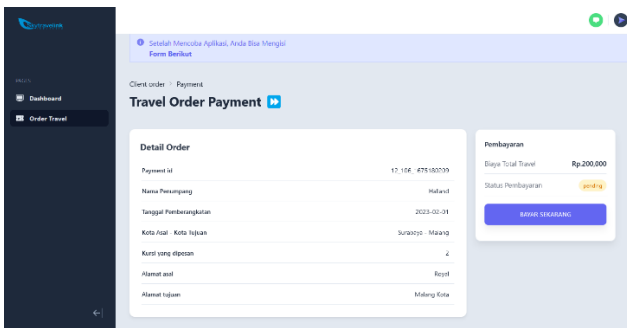 Setelah Mencoba Aplikasi, Anda Bisa Mengisi
Form Berikut
Client order > Payment
Travel Order Payment
Dashboard
Order Travel
Detail Order
Payment id
Nama Penumpang
Holland
Tanggal Pemberangkatan
2023-02-01
Kota Asal - Kota Tujuan
Surabaya - Malang
Kursi yang dipesan
2
Alamat asal
Royal
Alamat tujuan
Malang Kota
Pembayaran
Biaya Total Travel Rp.200,000
Status Pembayaran pending
BAYAR SEKARANG